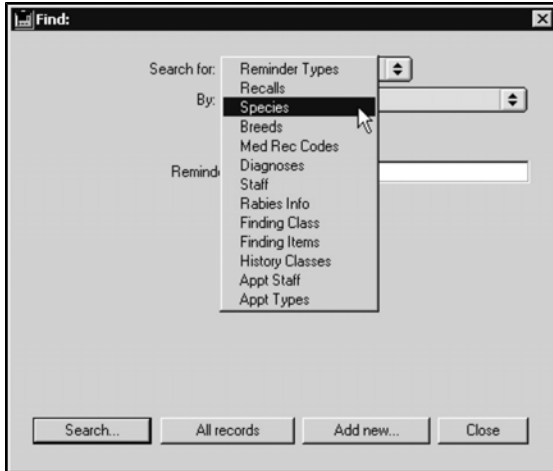 Find:
Search for: Reminder Types
Recalls
By: Species
Breeds
Med Rec Codes
Remind Diagnoses
Staff
Rabies Info
Finding Class
Finding Items
History Classes
Appt Staff
Appt Types
Search... All records Add new... Close